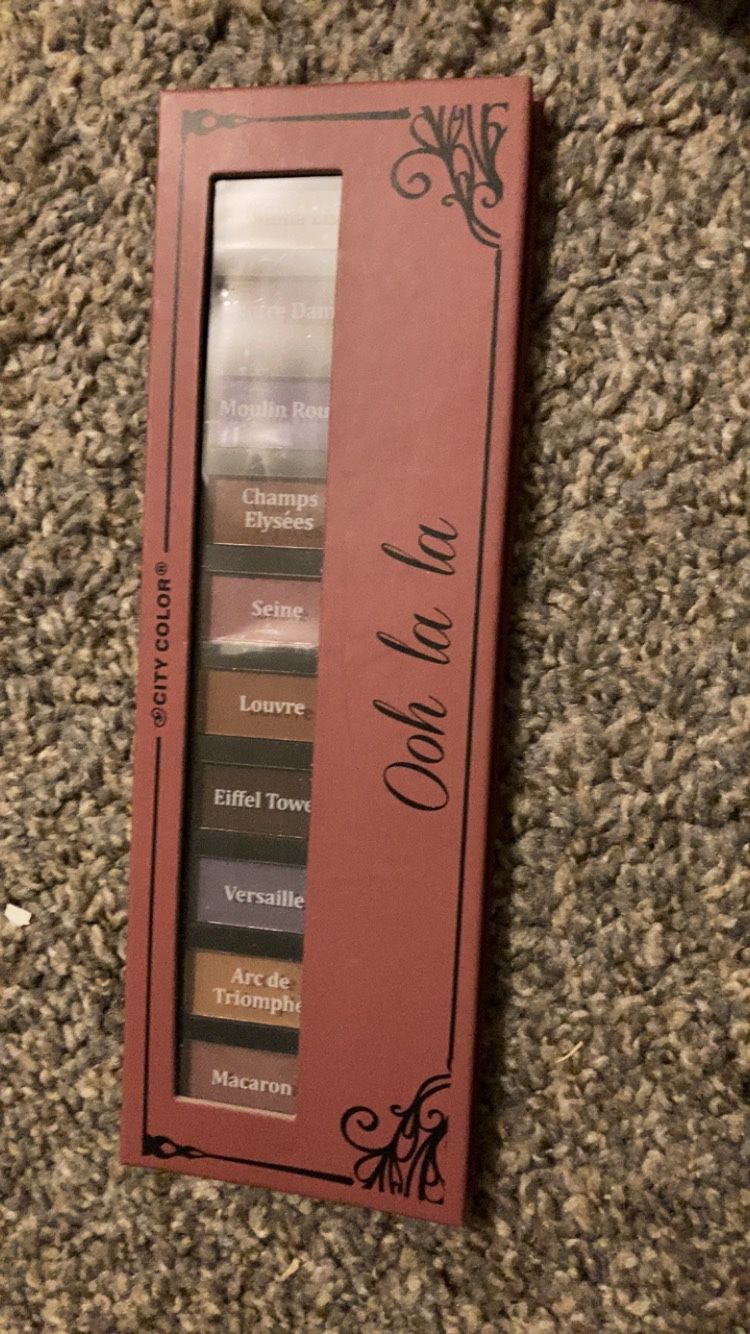 Moulin Rou
Champs
Elysées
Seine
Louvre
Eiffel Towe
Versaille
Arc de
Triomphe
Macaron
CITY COLOR®
Ooh la la